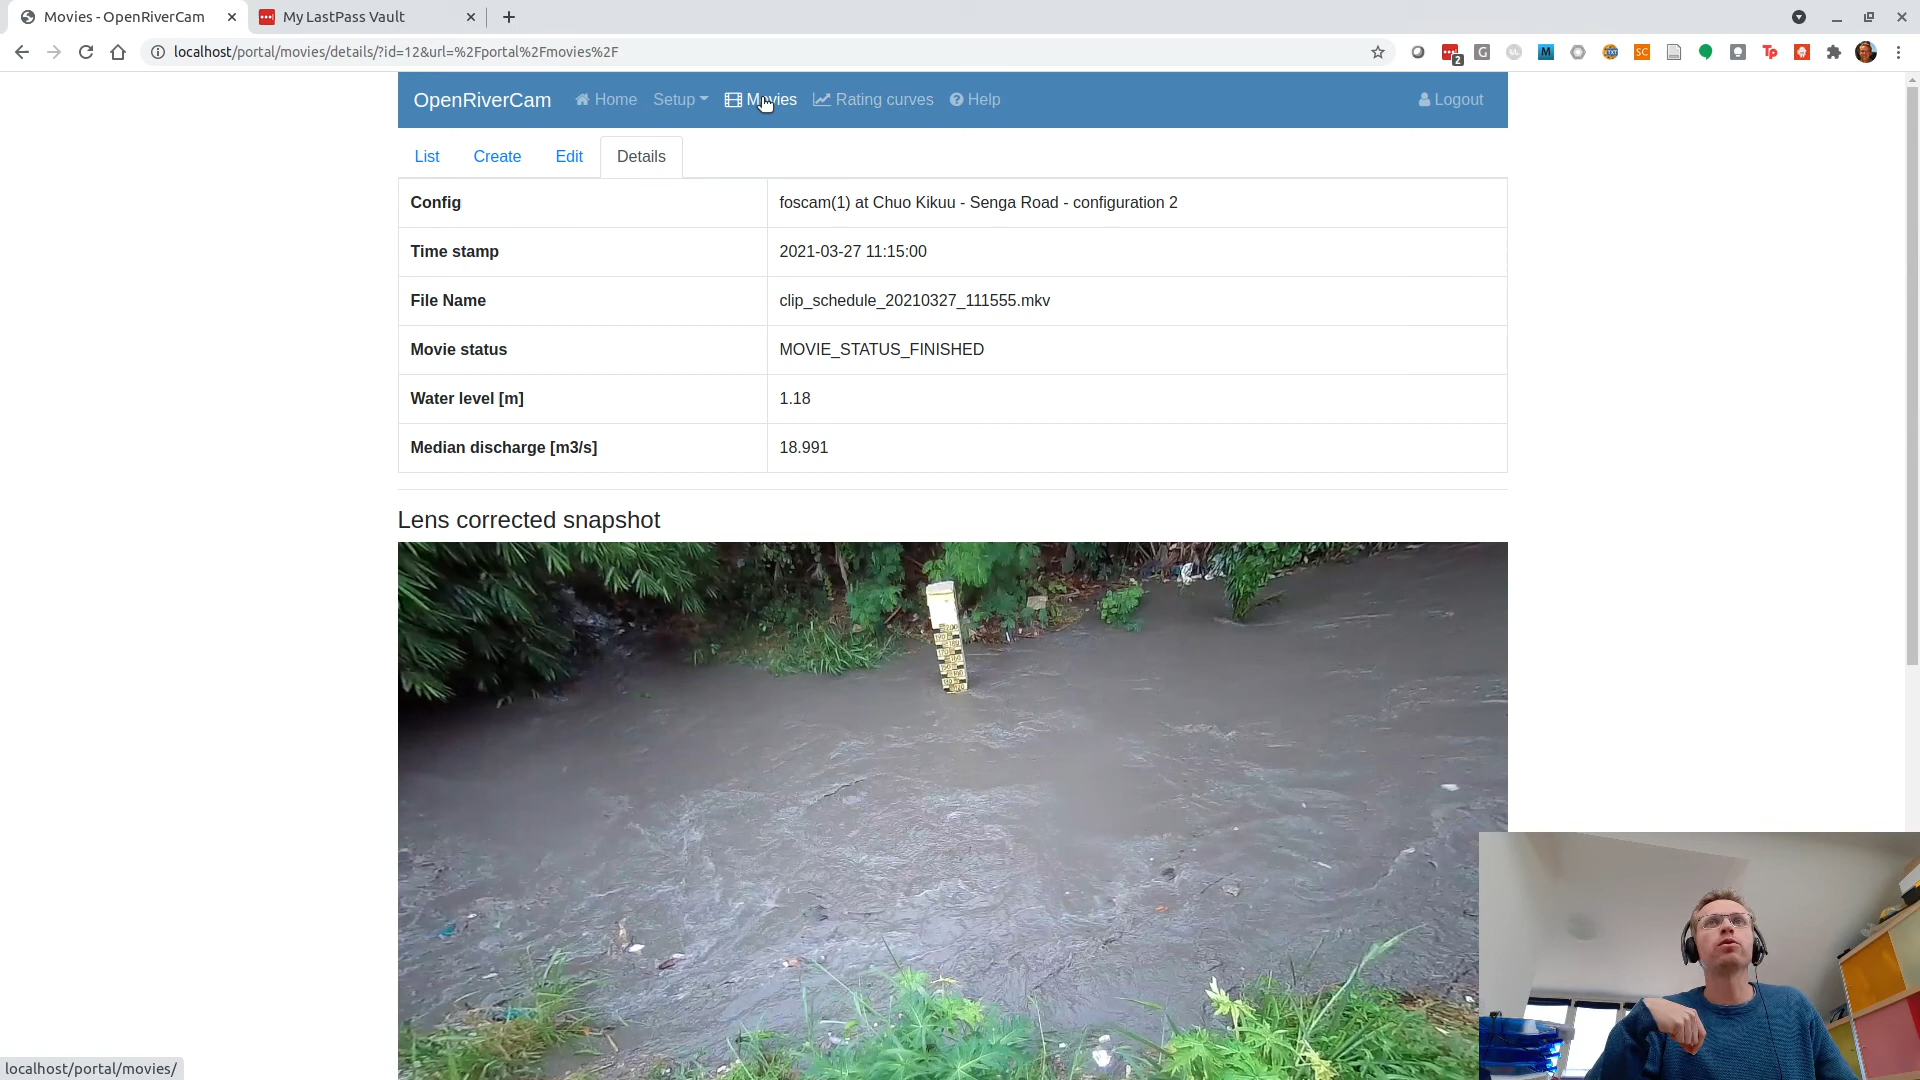 Movies - OpenRiverCam
My LastPass Vault
localhost/portal/movies/details/?id=12&url=%2Fportal%2Fmovies%2F
OpenRiverCam Home Setup Movies Rating curves Help Logout
List Create Edit Details
Config foscam(1) at Chuo Kikuu - Senga Road - configuration 2
Time stamp 2021-03-27 11:15:00
File Name clip_schedule_20210327_111555.mkv
Movie status MOVIE_STATUS_FINISHED
Water level [m] 1.18
Median discharge [m3/s] 18.991
Lens corrected snapshot
localhost/portal/movies/